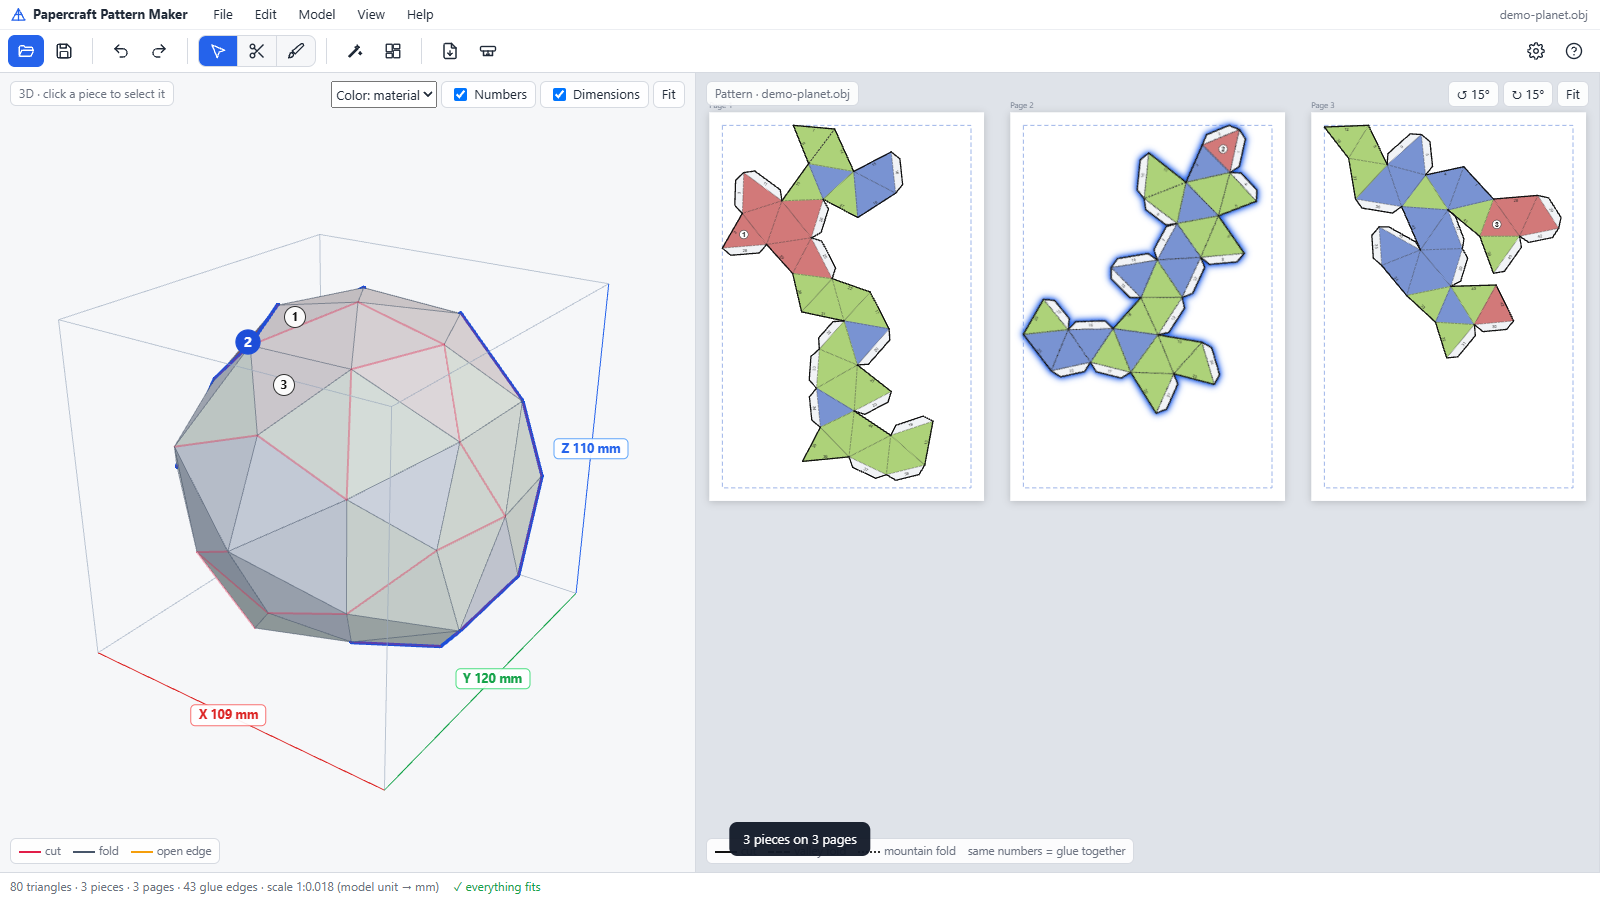 Papercraft Pattern Maker File Edit Model View Help demo-planet.obj
3D · click a piece to select it Color: material Numbers Dimensions Fit
Pattern · demo-planet.obj ↺ 15° ↻ 15° Fit
Page 2 Page 3
1
2
3
Z 110 mm
Y 120 mm
X 109 mm
1
2
3
3 pieces on 3 pages
cut fold open edge
mountain fold same numbers = glue together
80 triangles · 3 pieces · 3 pages · 43 glue edges · scale 1:0.018 (model unit → mm) ✓ everything fits